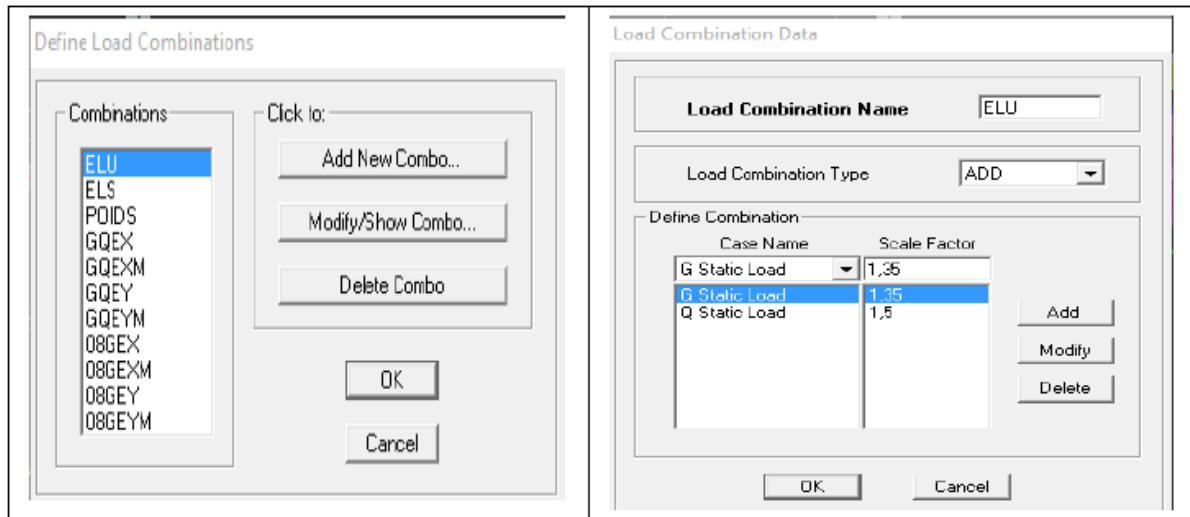 Define Load Combinations
Combinations
ELU
ELS
POIDS
GQEX
GQEXM
GQEY
GQEYM
08GEX
08GEXM
08GEY
08GEYM
Click to:
Add New Combo...
Modify/Show Combo...
Delete Combo
OK
Cancel
Load Combination Data
Load Combination Name ELU
Load Combination Type ADD
Define Combination
Case Name Scale Factor
G Static Load 1,35
G Static Load 1,35
Q Static Load 1,5
Add
Modify
Delete
OK Cancel